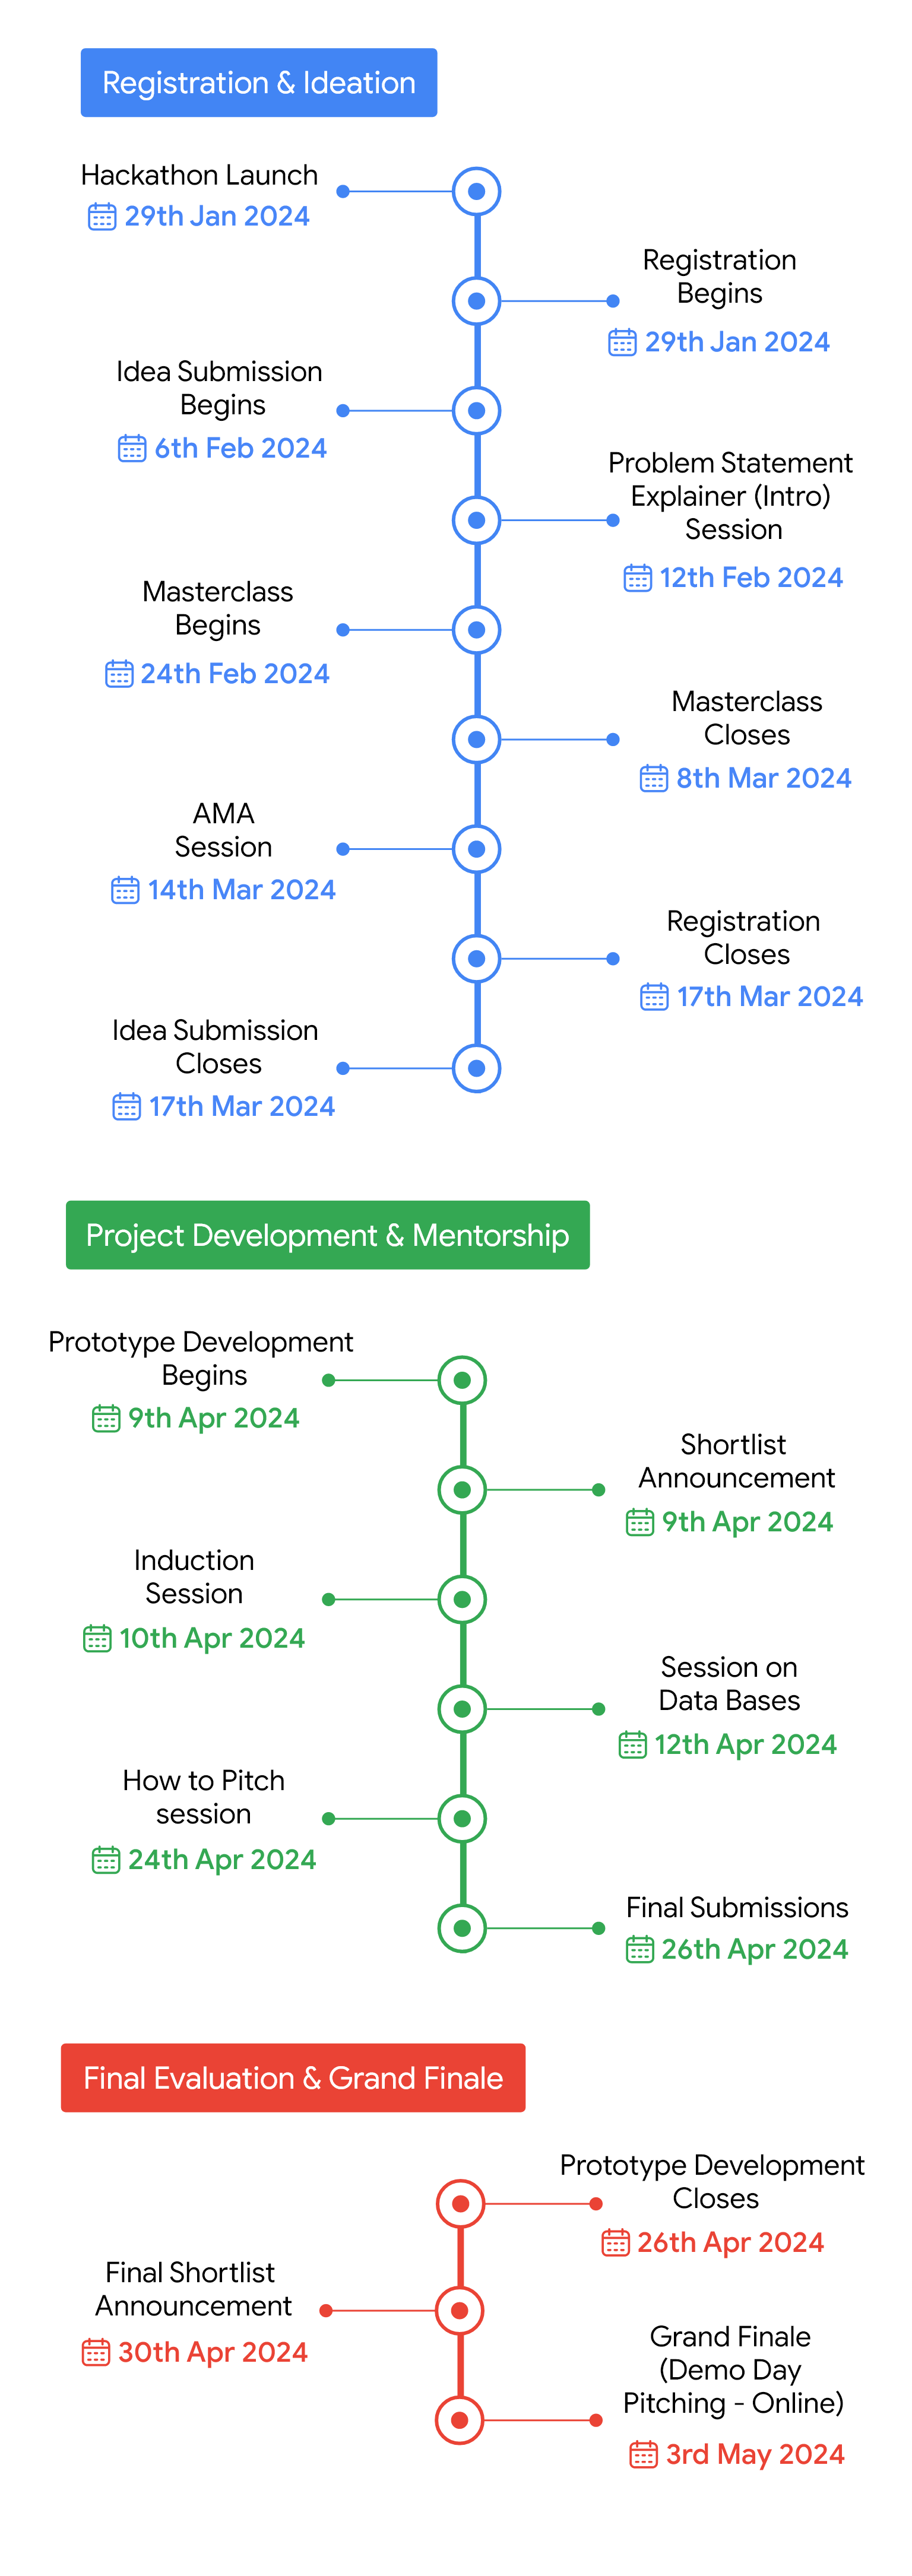 Registration & Ideation
Hackathon Launch
29th Jan 2024
Registration
Begins
29th Jan 2024
Idea Submission
Begins
6th Feb 2024
Problem Statement
Explainer (Intro)
Session
12th Feb 2024
Masterclass
Begins
24th Feb 2024
Masterclass
Closes
8th Mar 2024
AMA
Session
14th Mar 2024
Registration
Closes
17th Mar 2024
Idea Submission
Closes
17th Mar 2024
Project Development & Mentorship
Prototype Development
Begins
9th Apr 2024
Shortlist
Announcement
9th Apr 2024
Induction
Session
10th Apr 2024
Session on
Data Bases
12th Apr 2024
How to Pitch
session
24th Apr 2024
Final Submissions
26th Apr 2024
Final Evaluation & Grand Finale
Prototype Development
Closes
26th Apr 2024
Final Shortlist
Announcement
30th Apr 2024
Grand Finale
(Demo Day
Pitching - Online)
3rd May 2024